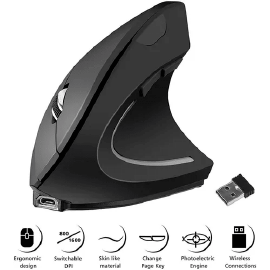 800
1600
Ergonomic
design
Switchable
DPI
Skin like
material
Change
Page Key
Photoelectric
Engine
Wireless
Connections